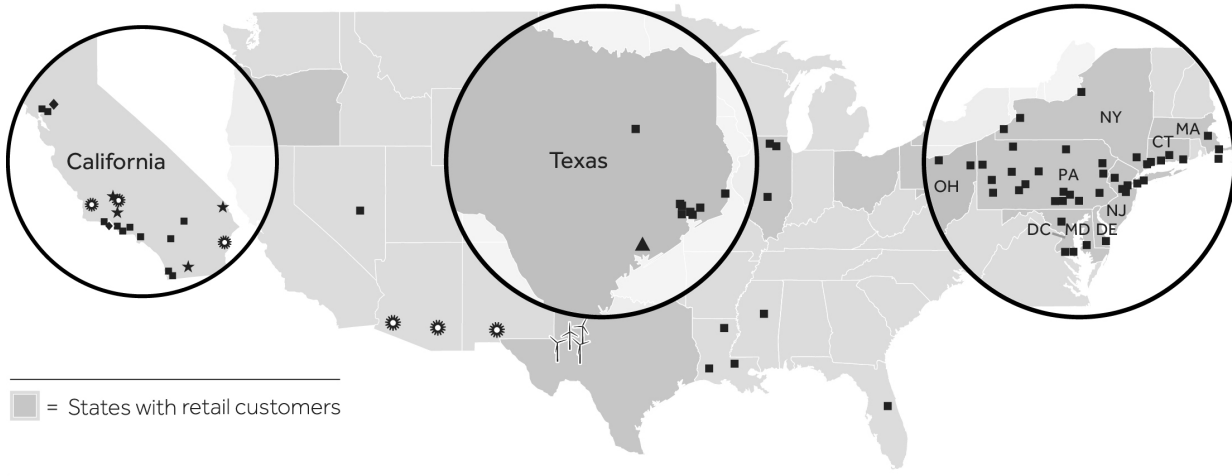 California
Texas
NY
MA
CT
OH
PA
NJ
DC
MD
DE
= States with retail customers